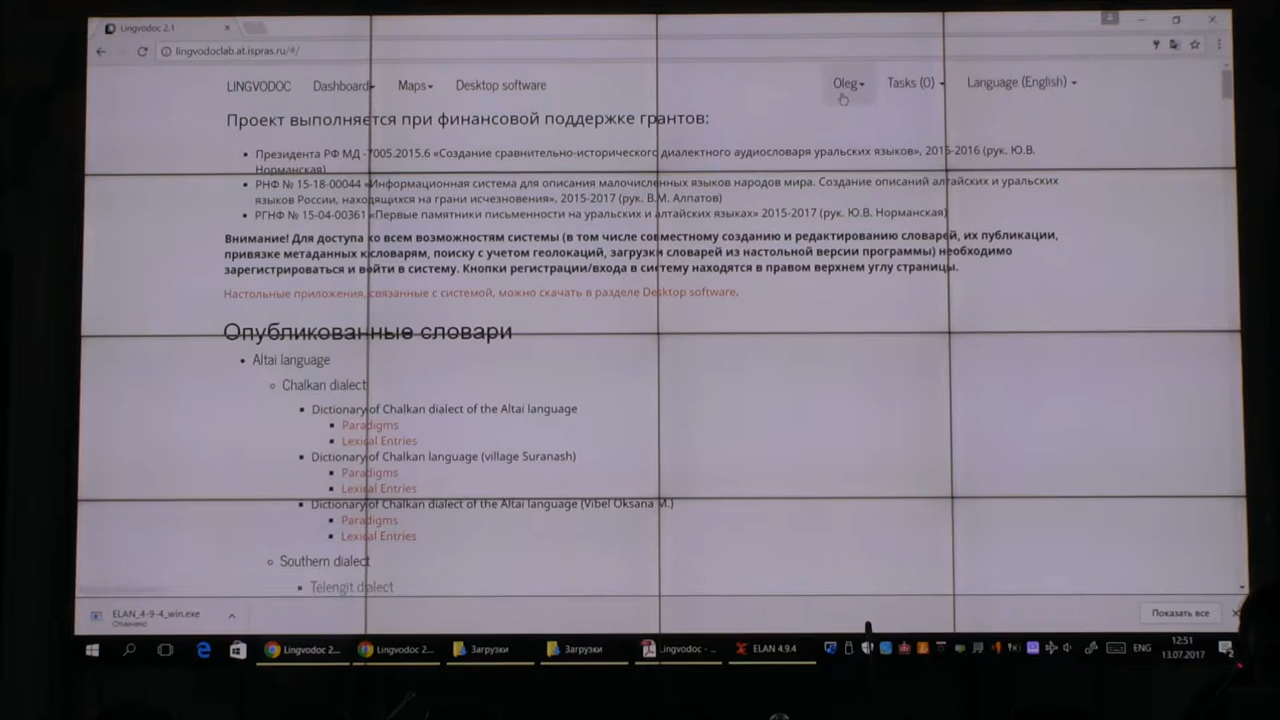 Lingvodoc 2.1
lingvodoclab.at.ispras.ru/#/
LINGVODOC Dashboard Maps Desktop software Oleg Tasks (0) Language (English)
Проект выполняется при финансовой поддержке грантов:
Президента РФ МД -7005.2015.6 «Создание сравнительно-исторического диалектного аудиословаря уральских языков», 2015-2016 (рук. Ю.В.
Норманская)
РНФ № 15-18-00044 «Информационная система для описания малочисленных языков народов мира. Создание описаний алтайских и уральских
языков России, находящихся на грани исчезновения», 2015-2017 (рук. В.М. Алпатов)
РГНФ № 15-04-00361 «Первые памятники письменности на уральских и алтайских языках» 2015-2017 (рук. Ю.В. Норманская)
Внимание! Для доступа ко всем возможностям системы (в том числе совместному созданию и редактированию словарей, их публикации,
привязке метаданных к словарям, поиску с учетом геолокаций, загрузки словарей из настольной версии программы) необходимо
зарегистрироваться и войти в систему. Кнопки регистрации/входа в систему находятся в правом верхнем углу страницы.
Настольные приложения, связанные с системой, можно скачать в разделе Desktop software.
Опубликованные словари
Altai language
Chalkan dialect
Dictionary of Chalkan dialect of the Altai language
Paradigms
Lexical Entries
Dictionary of Chalkan language (village Suranash)
Paradigms
Lexical Entries
Dictionary of Chalkan dialect of the Altai language (Vibel Oksana M.)
Paradigms
Lexical Entries
Southern dialect
Telengit dialect
ELAN_4-9-4_win.exe
Отменено
Показать все
Lingvodoc 2... Lingvodoc 2... Загрузки Загрузки Lingvodoc - ... ELAN 4.9.4 ENG
12:51
13.07.2017